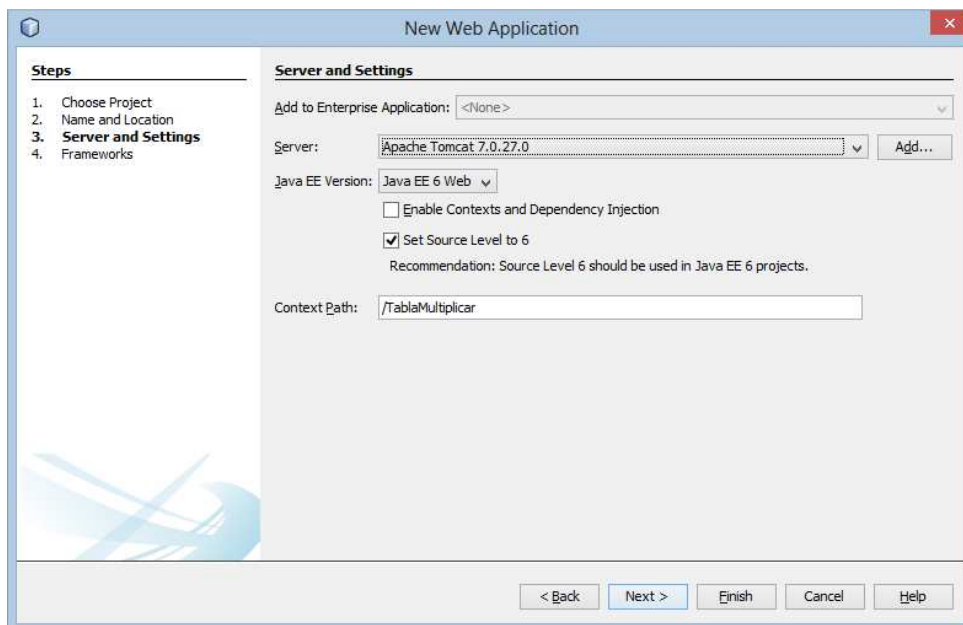 New Web Application
Steps
1. Choose Project
2. Name and Location
3. Server and Settings
4. Frameworks
Server and Settings
Add to Enterprise Application: <None>
Server: Apache Tomcat 7.0.27.0 Add...
Java EE Version: Java EE 6 Web
Enable Contexts and Dependency Injection
Set Source Level to 6
Recommendation: Source Level 6 should be used in Java EE 6 projects.
Context Path: /TablaMultiplicar
< Back Next > Finish Cancel Help